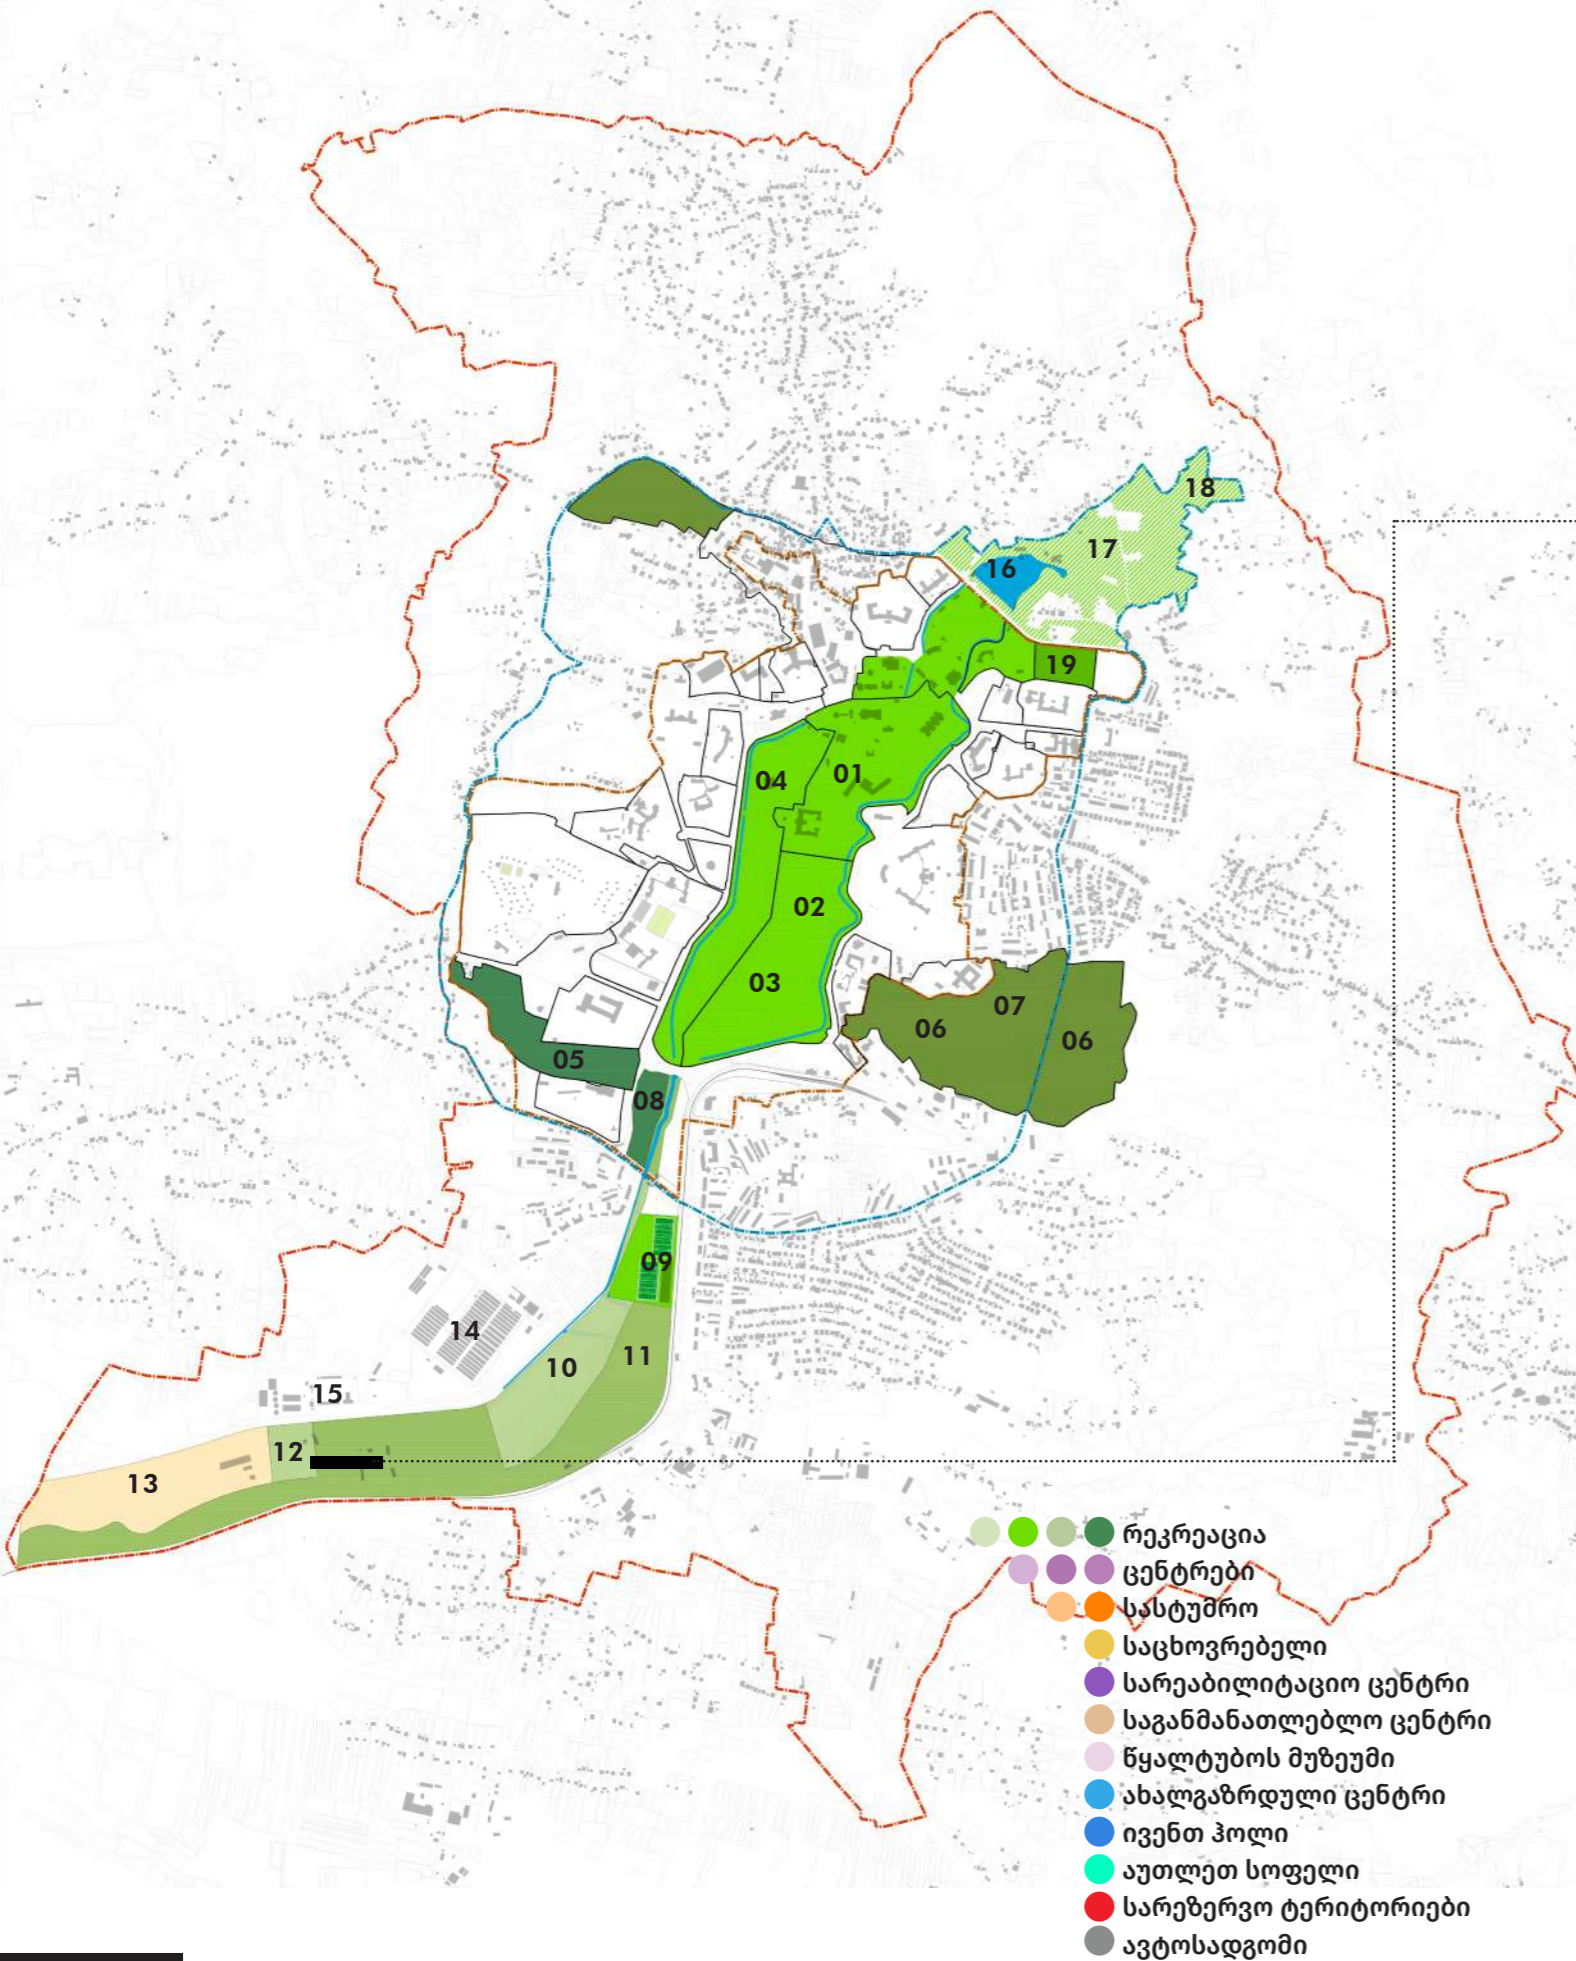 18
17
16
19
04
01
02
03
07
06
06
05
08
09
14
11
10
15
12
13
რეკრეაცია
ცენტრები
სასტუმრო
საცხოვრებელი
სარეაბილიტაციო ცენტრი
საგანმანათლებლო ცენტრი
წყალტუბოს მუზეუმი
ახალგაზრდული ცენტრი
ივენთ ჰოლი
აუთლეთ სოფელი
სარეზერვო ტერიტორიები
ავტოსადგომი